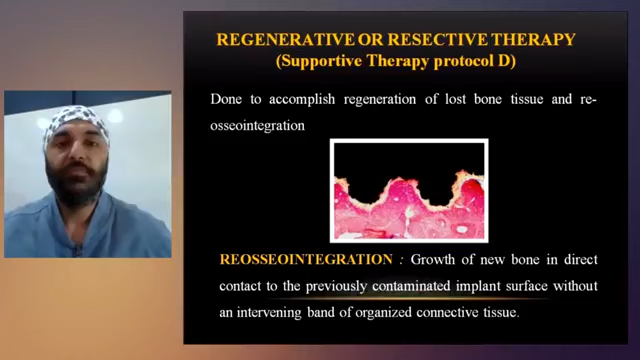 REGENERATIVE OR RESECTIVE THERAPY
(Supportive Therapy protocol D)
Done to accomplish regeneration of lost bone tissue and re-
osseointegration
REOSSEOINTEGRATION : Growth of new bone in direct
contact to the previously contaminated implant surface without
an intervening band of organized connective tissue.